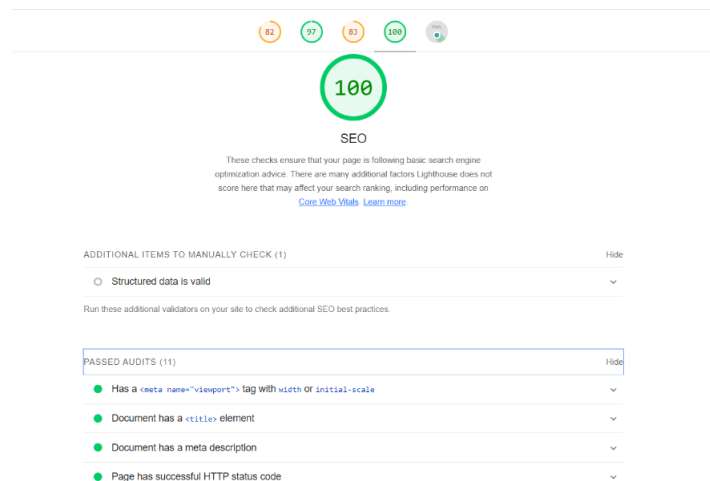 82 97 83 100
100
SEO
These checks ensure that your page is following basic search engine
optimization advice. There are many additional factors Lighthouse does not
score here that may affect your search ranking, including performance on
Core Web Vitals. Learn more.
ADDITIONAL ITEMS TO MANUALLY CHECK (1) Hide
Structured data is valid
Run these additional validators on your site to check additional SEO best practices.
PASSED AUDITS (11) Hide
Has a <meta name="viewport"> tag with width or initial-scale
Document has a <title> element
Document has a meta description
Page has successful HTTP status code